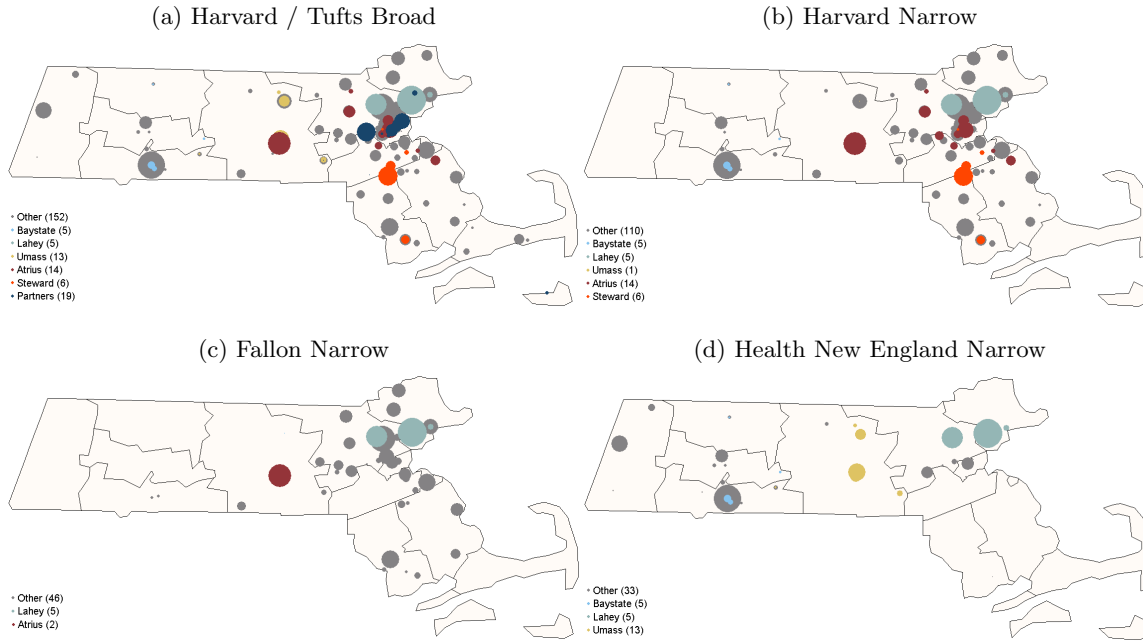 (a) Harvard / Tufts Broad
Other (152)
Baystate (5)
Lahey (5)
Umass (13)
Atrius (14)
Steward (6)
Partners (19)
(b) Harvard Narrow
Other (110)
Baystate (5)
Lahey (5)
Umass (1)
Atrius (14)
Steward (6)
(c) Fallon Narrow
Other (46)
Lahey (5)
Atrius (2)
(d) Health New England Narrow
Other (33)
Baystate (5)
Lahey (5)
Umass (13)